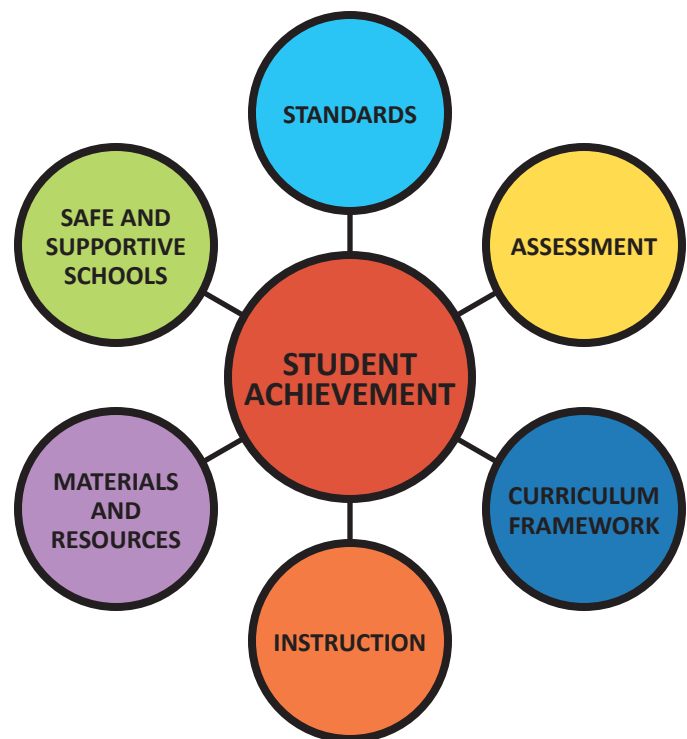 STANDARDS
SAFE AND
SUPPORTIVE
SCHOOLS
ASSESSMENT
STUDENT
ACHIEVEMENT
MATERIALS
AND
RESOURCES
CURRICULUM
FRAMEWORK
INSTRUCTION